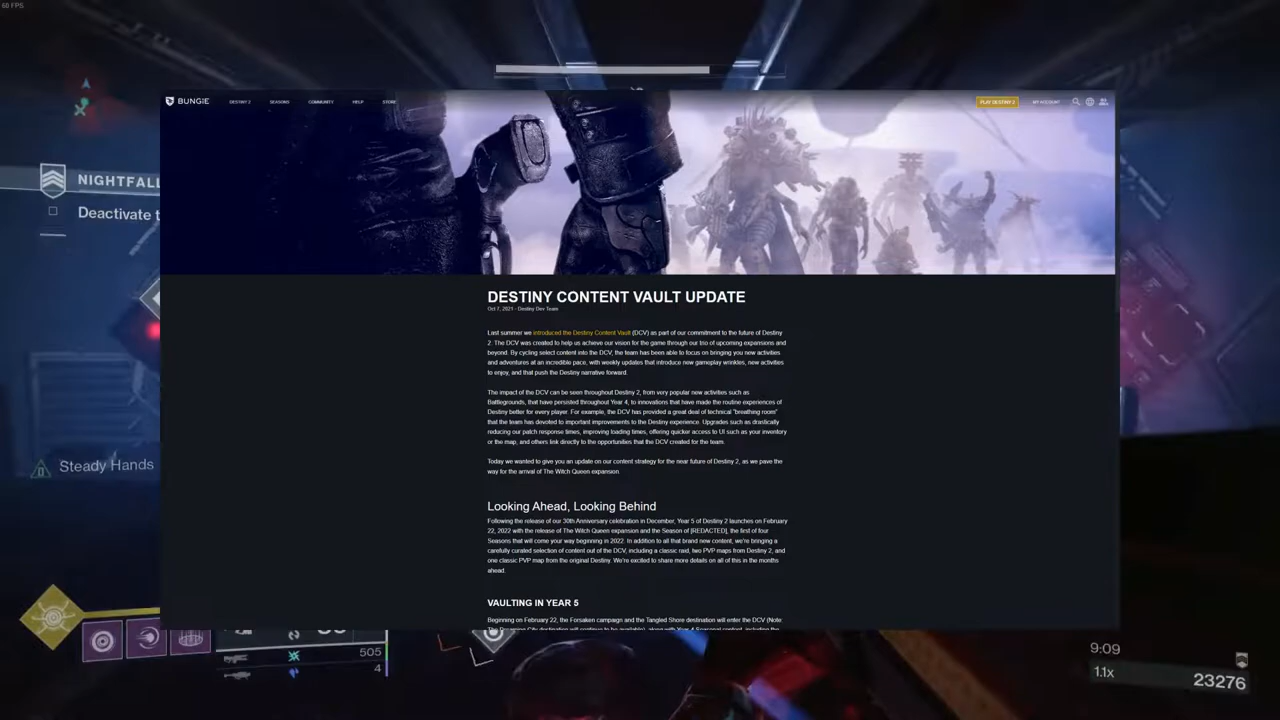 60 FPS
BUNGIE
DESTINY 2 SEASONS COMMUNITY HELP STORE
PLAY DESTINY 2 MY ACCOUNT
NIGHTFALL
Deactivate t
DESTINY CONTENT VAULT UPDATE
Oct 7, 2021 - Destiny Dev Team
Last summer we introduced the Destiny Content Vault (DCV) as part of our commitment to the future of Destiny
2. The DCV was created to help us achieve our vision for the game through our trio of upcoming expansions and
beyond. By cycling select content into the DCV, the team has been able to focus on bringing you new activities
and adventures at an incredible pace, with weekly updates that introduce new gameplay wrinkles, new activities
to enjoy, and that push the Destiny narrative forward.
The impact of the DCV can be seen throughout Destiny 2, from very popular new activities such as
Battlegrounds, that have persisted throughout Year 4, to innovations that have made the routine experiences of
Destiny better for every player. For example, the DCV has provided a great deal of technical "breathing room"
that the team has devoted to important improvements to the Destiny experience. Upgrades such as drastically
reducing our patch response times, improving loading times, offering quicker access to UI such as your inventory
or the map, and others link directly to the opportunities that the DCV created for the team.
Today we wanted to give you an update on our content strategy for the near future of Destiny 2, as we pave the
way for the arrival of The Witch Queen expansion.
Steady Hands
Looking Ahead, Looking Behind
Following the release of our 30th Anniversary celebration in December, Year 5 of Destiny 2 launches on February
22, 2022 with the release of The Witch Queen expansion and the Season of [REDACTED], the first of four
Seasons that will come your way beginning in 2022. In addition to all that brand new content, we're bringing a
carefully curated selection of content out of the DCV, including a classic raid, two PVP maps from Destiny 2, and
one classic PVP map from the original Destiny. We're excited to share more details on all of this in the months
ahead.
VAULTING IN YEAR 5
Beginning on February 22, the Forsaken campaign and the Tangled Shore destination will enter the DCV (Note:
The Dreaming City destination will continue to be available), along with Year 4 Seasonal content, including the
505
4
9:09
1.1x
23276